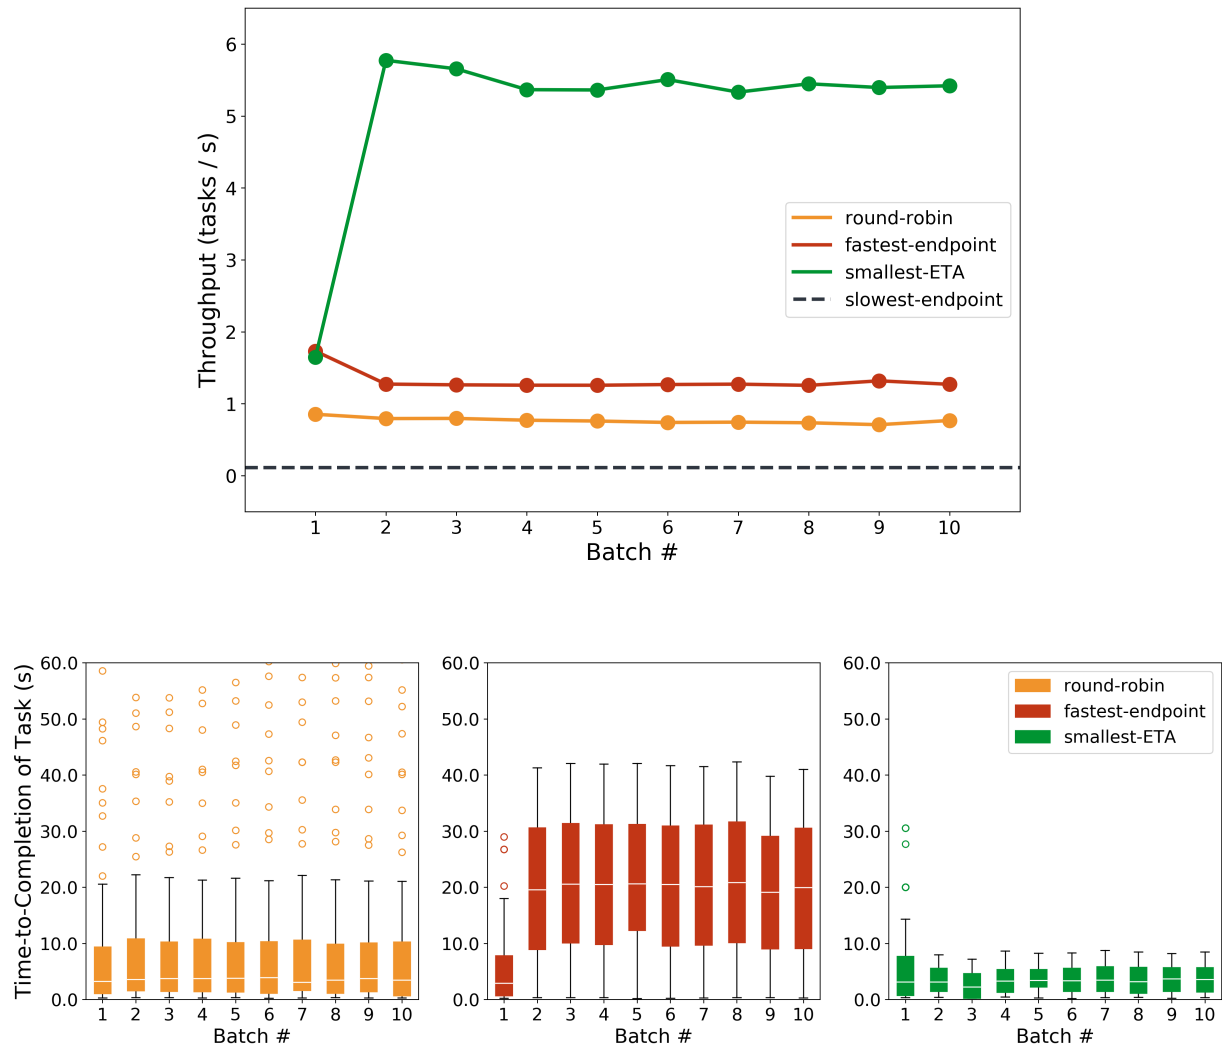 6
5
4
3
2
1
0
Throughput (tasks / s)
round-robin
fastest-endpoint
smallest-ETA
slowest-endpoint
1 2 3 4 5 6 7 8 9 10
Batch #
Time-to-Completion of Task (s)
60.0
50.0
40.0
30.0
20.0
10.0
0.0
1 2 3 4 5 6 7 8 9 10
Batch #
60.0
50.0
40.0
30.0
20.0
10.0
0.0
1 2 3 4 5 6 7 8 9 10
Batch #
60.0
50.0
40.0
30.0
20.0
10.0
0.0
round-robin
fastest-endpoint
smallest-ETA
1 2 3 4 5 6 7 8 9 10
Batch #